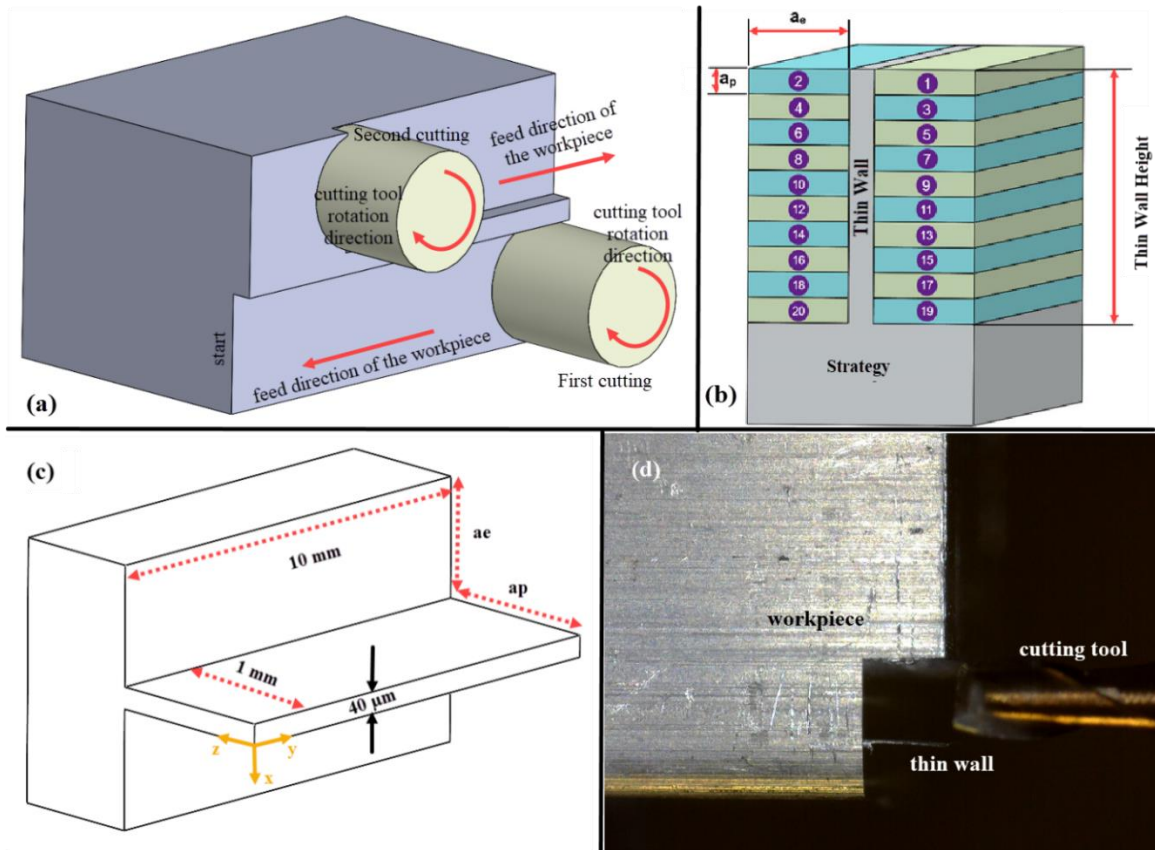 Second cutting
feed direction of
the workpiece
cutting tool
rotation
direction
cutting tool
rotation
direction
start
feed direction of the workpiece
First cutting
(a)
aₑ
aₚ
2
1
4
3
6
5
8
7
10
9
12
11
14
13
16
15
18
17
20
19
Thin Wall
Thin Wall Height
Strategy
(b)
(c)
10 mm
ae
ap
1 mm
40 µm
z
y
x
(d)
workpiece
cutting tool
thin wall